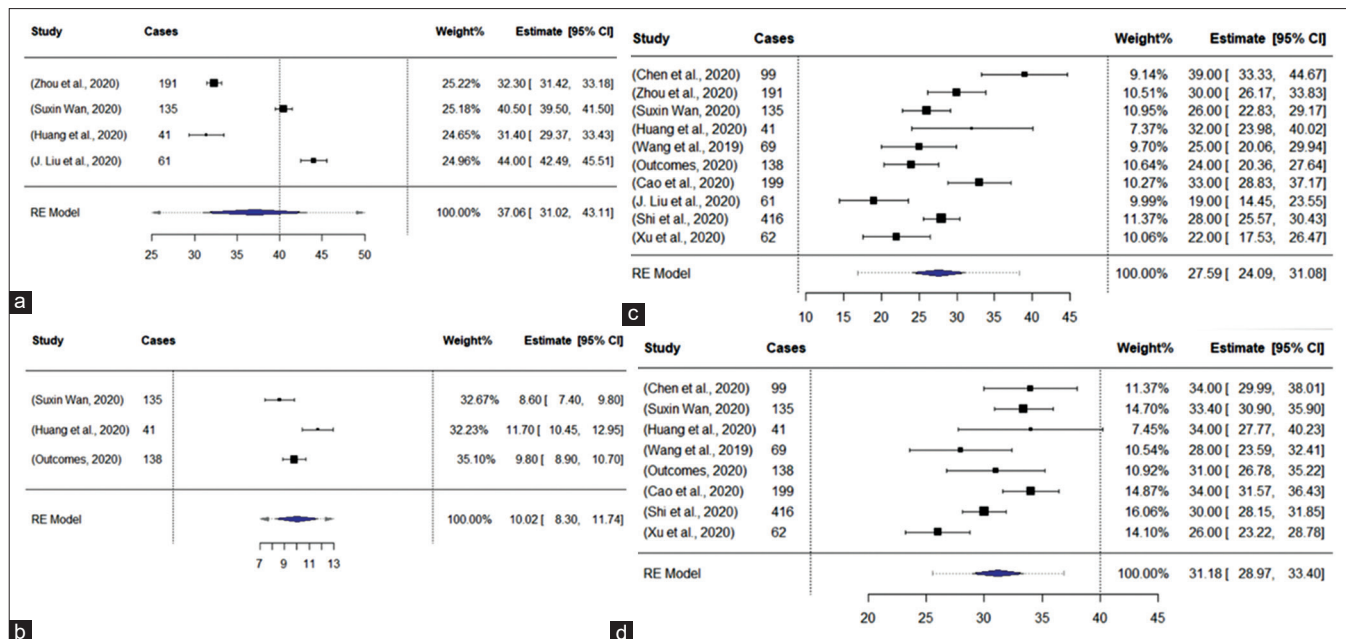 Study Cases Weight% Estimate [95% CI]
(Zhou et al., 2020) 191 25.22% 32.30 [ 31.42, 33.18]
(Suxin Wan, 2020) 135 25.18% 40.50 [ 39.50, 41.50]
(Huang et al., 2020) 41 24.65% 31.40 [ 29.37, 33.43]
(J. Liu et al., 2020) 61 24.96% 44.00 [ 42.49, 45.51]
RE Model 100.00% 37.06 [ 31.02, 43.11]
25 30 35 40 45 50
a
Study Cases Weight% Estimate [95% CI]
(Suxin Wan, 2020) 135 32.67% 8.60 [ 7.40, 9.80]
(Huang et al., 2020) 41 32.23% 11.70 [ 10.45, 12.95]
(Outcomes, 2020) 138 35.10% 9.80 [ 8.90, 10.70]
RE Model 100.00% 10.02 [ 8.30, 11.74]
7 9 11 13
b
Study Cases Weight% Estimate [95% CI]
(Chen et al., 2020) 99 9.14% 39.00 [ 33.33, 44.67]
(Zhou et al., 2020) 191 10.51% 30.00 [ 26.17, 33.83]
(Suxin Wan, 2020) 135 10.95% 26.00 [ 22.83, 29.17]
(Huang et al., 2020) 41 7.37% 32.00 [ 23.98, 40.02]
(Wang et al., 2019) 69 9.70% 25.00 [ 20.06, 29.94]
(Outcomes, 2020) 138 10.64% 24.00 [ 20.36, 27.64]
(Cao et al., 2020) 199 10.27% 33.00 [ 28.83, 37.17]
(J. Liu et al., 2020) 61 9.99% 19.00 [ 14.45, 23.55]
(Shi et al., 2020) 416 11.37% 28.00 [ 25.57, 30.43]
(Xu et al., 2020) 62 10.06% 22.00 [ 17.53, 26.47]
RE Model 100.00% 27.59 [ 24.09, 31.08]
10 15 20 25 30 35 40 45
c
Study Cases Weight% Estimate [95% CI]
(Chen et al., 2020) 99 11.37% 34.00 [ 29.99, 38.01]
(Suxin Wan, 2020) 135 14.70% 33.40 [ 30.90, 35.90]
(Huang et al., 2020) 41 7.45% 34.00 [ 27.77, 40.23]
(Wang et al., 2019) 69 10.54% 28.00 [ 23.59, 32.41]
(Outcomes, 2020) 138 10.92% 31.00 [ 26.78, 35.22]
(Cao et al., 2020) 199 14.87% 34.00 [ 31.57, 36.43]
(Shi et al., 2020) 416 16.06% 30.00 [ 28.15, 31.85]
(Xu et al., 2020) 62 14.10% 26.00 [ 23.22, 28.78]
RE Model 100.00% 31.18 [ 28.97, 33.40]
20 25 30 35 40 45
d